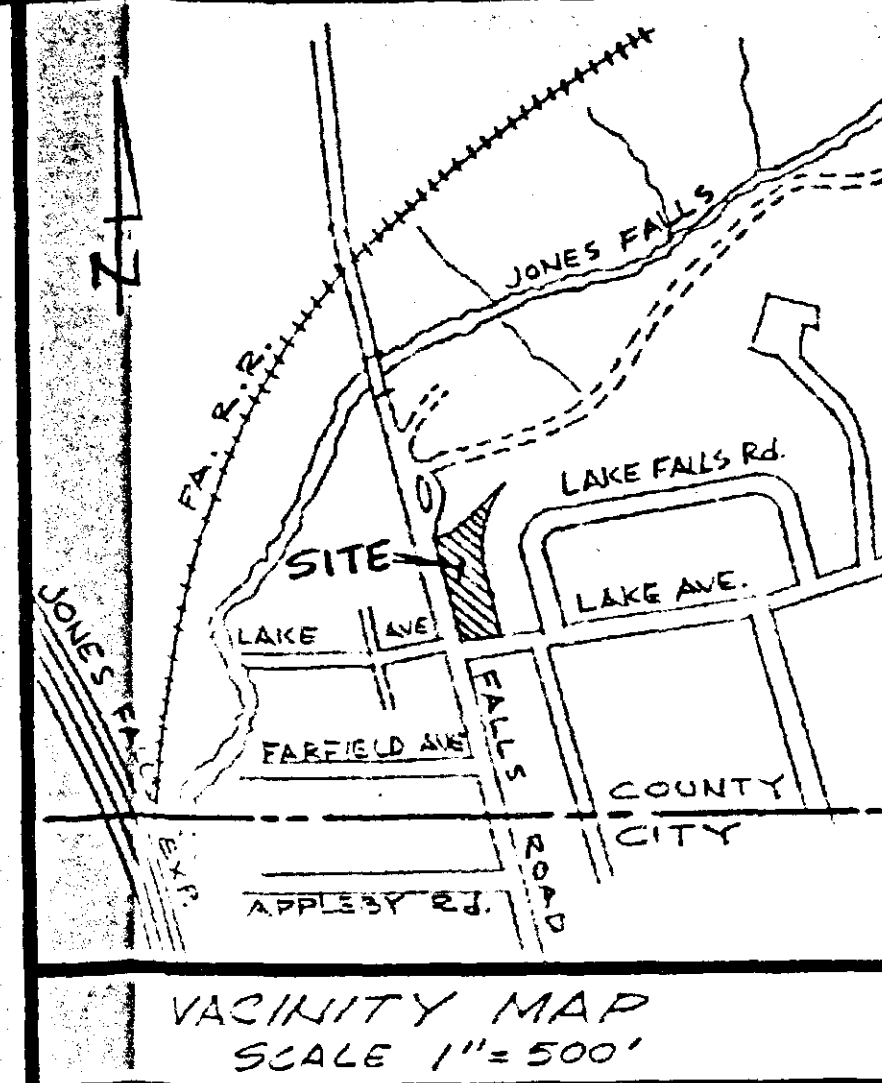 N
JONES FALLS
PA. R.R.
LAKE FALLS Rd.
SITE
LAKE AVE.
LAKE AVE
JONES FALLS EXP.
FALLS ROAD
FARFIELD AVE
COUNTY
CITY
APPLEBY Rd.
VACINITY MAP
SCALE 1"=500'